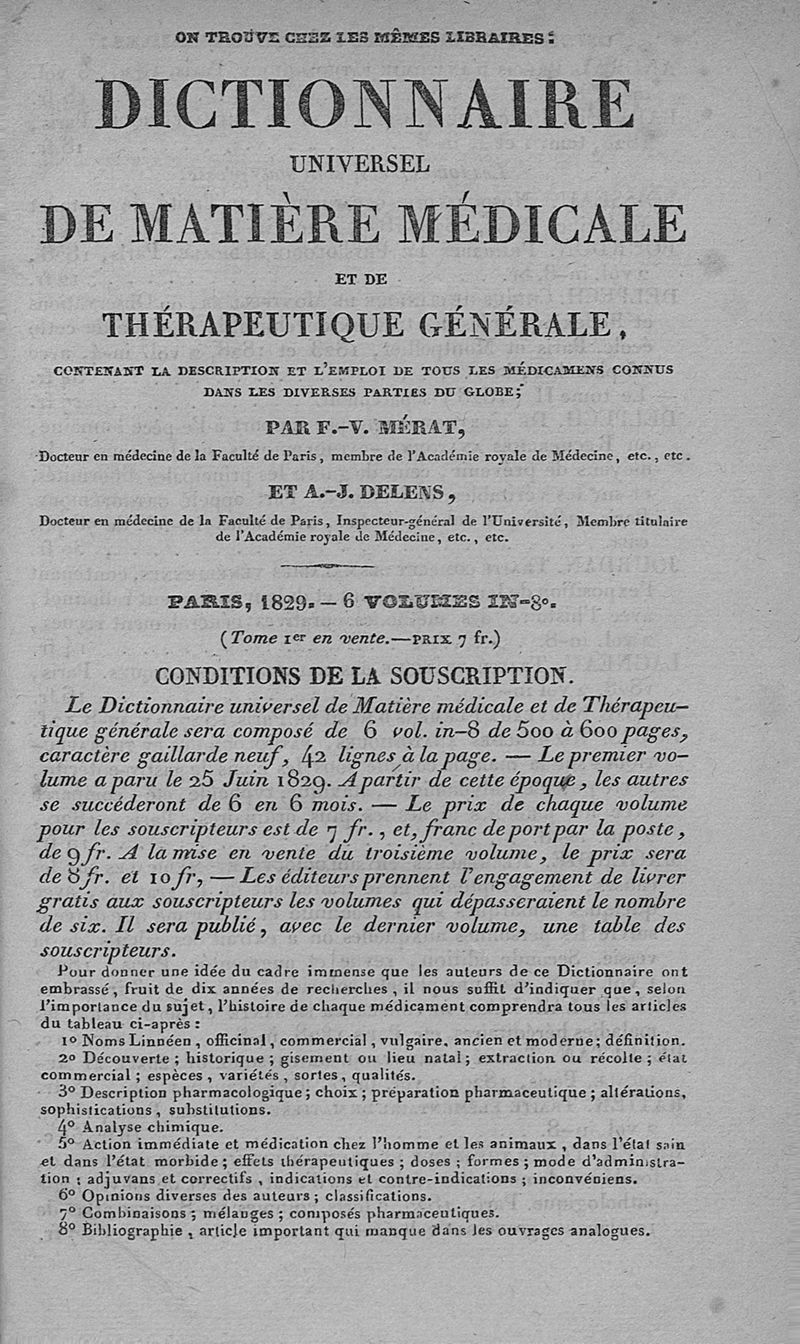 ON TROUVE CHEZ LES MÊMES LIBRAIRES :
DICTIONNAIRE
UNIVERSEL
DE MATIÈRE MÉDICALE
ET DE
THÉRAPEUTIQUE GÉNÉRALE,
CONTENANT LA DESCRIPTION ET L'EMPLOI DE TOUS LES MÉDICAMENS CONNUS
DANS LES DIVERSES PARTIES DU GLOBE;
PAR F.-V. MÉRAT,
Docteur en médecine de la Faculté de Paris, membre de l'Académie royale de Médecine, etc., etc.
ET A.-J. DELENS,
Docteur en médecine de la Faculté de Paris, Inspecteur-général de l'Université, Membre titulaire
de l'Académie royale de Médecine, etc., etc.
PARIS, 1829. — 6 VOLUMES IN-8°.
(Tome 1er en vente.—PRIX 7 fr.)
CONDITIONS DE LA SOUSCRIPTION.
Le Dictionnaire universel de Matière médicale et de Thérapeu-
tique générale sera composé de 6 vol. in-8 de 500 à 600 pages,
caractère gaillarde neuf, 42 lignes à la page. — Le premier vo-
lume a paru le 25 Juin 1829. A partir de cette époque, les autres
se succéderont de 6 en 6 mois. — Le prix de chaque volume
pour les souscripteurs est de 7 fr., et, franc de port par la poste,
de 9 fr. A la mise en vente du troisième volume, le prix sera
de 8 fr. et 10 fr, — Les éditeurs prennent l'engagement de livrer
gratis aux souscripteurs les volumes qui dépasseraient le nombre
de six. Il sera publié, avec le dernier volume, une table des
souscripteurs.
Pour donner une idée du cadre immense que les auteurs de ce Dictionnaire ont
embrassé, fruit de dix années de recherches, il nous suffit d'indiquer que, selon
l'importance du sujet, l'histoire de chaque médicament comprendra tous les articles
du tableau ci-après :
1° Noms Linnéen, officinal, commercial, vulgaire, ancien et moderne; définition.
2° Découverte ; historique ; gisement ou lieu natal ; extraction ou récolte ; état
commercial ; espèces, variétés, sortes, qualités.
3° Description pharmacologique ; choix ; préparation pharmaceutique ; altérations,
sophistications, substitutions.
4° Analyse chimique.
5° Action immédiate et médication chez l'homme et les animaux, dans l'état sain
et dans l'état morbide ; effets thérapeutiques ; doses ; formes ; mode d'administra-
tion ; adjuvans et correctifs, indications et contre-indications ; inconvéniens.
6° Opinions diverses des auteurs ; classifications.
7° Combinaisons ; mélanges ; composés pharmaceutiques.
8° Bibliographie, article important qui manque dans les ouvrages analogues.